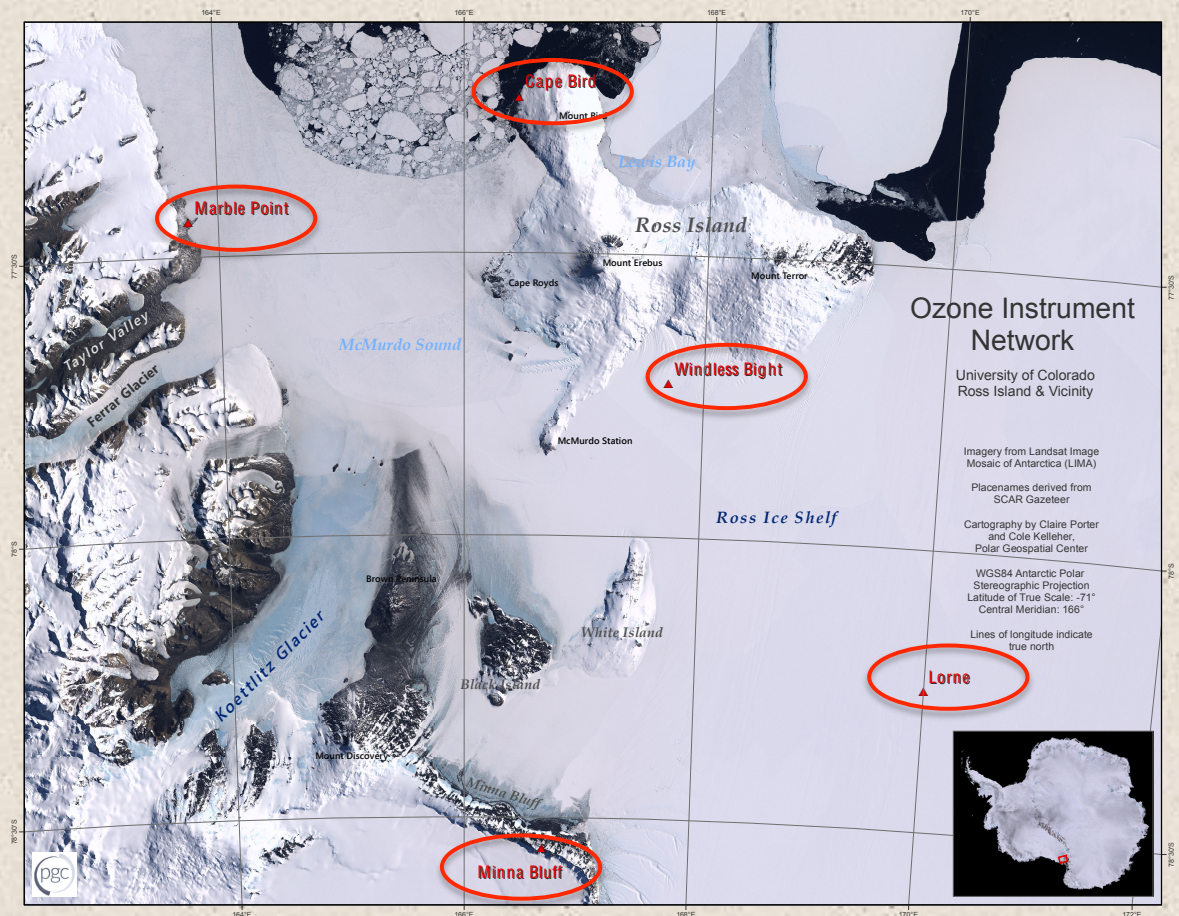 164°E
166°E
168°E
170°E
Cape Bird
Mount Bird
Lewis Bay
Marble Point
Ross Island
77°30'S
Mount Erebus
Mount Terror
Cape Royds
77°30'S
Ozone Instrument
Network
University of Colorado
Ross Island & Vicinity
Taylor Valley
McMurdo Sound
Windless Bight
Ferrar Glacier
McMurdo Station
Imagery from Landsat Image
Mosaic of Antarctica (LIMA)
Placenames derived from
SCAR Gazeteer
Ross Ice Shelf
Cartography by Claire Porter
and Cole Kelleher,
Polar Geospatial Center
78°S
78°S
WGS84 Antarctic Polar
Stereographic Projection
Latitude of True Scale: -71°
Central Meridian: 166°
Brown Peninsula
Lines of longitude indicate
true north
White Island
Koettlitz Glacier
Black Island
Lorne
Mount Discovery
Minna Bluff
78°30'S
78°30'S
Minna Bluff
pgc
164°E
166°E
168°E
170°E
172°E